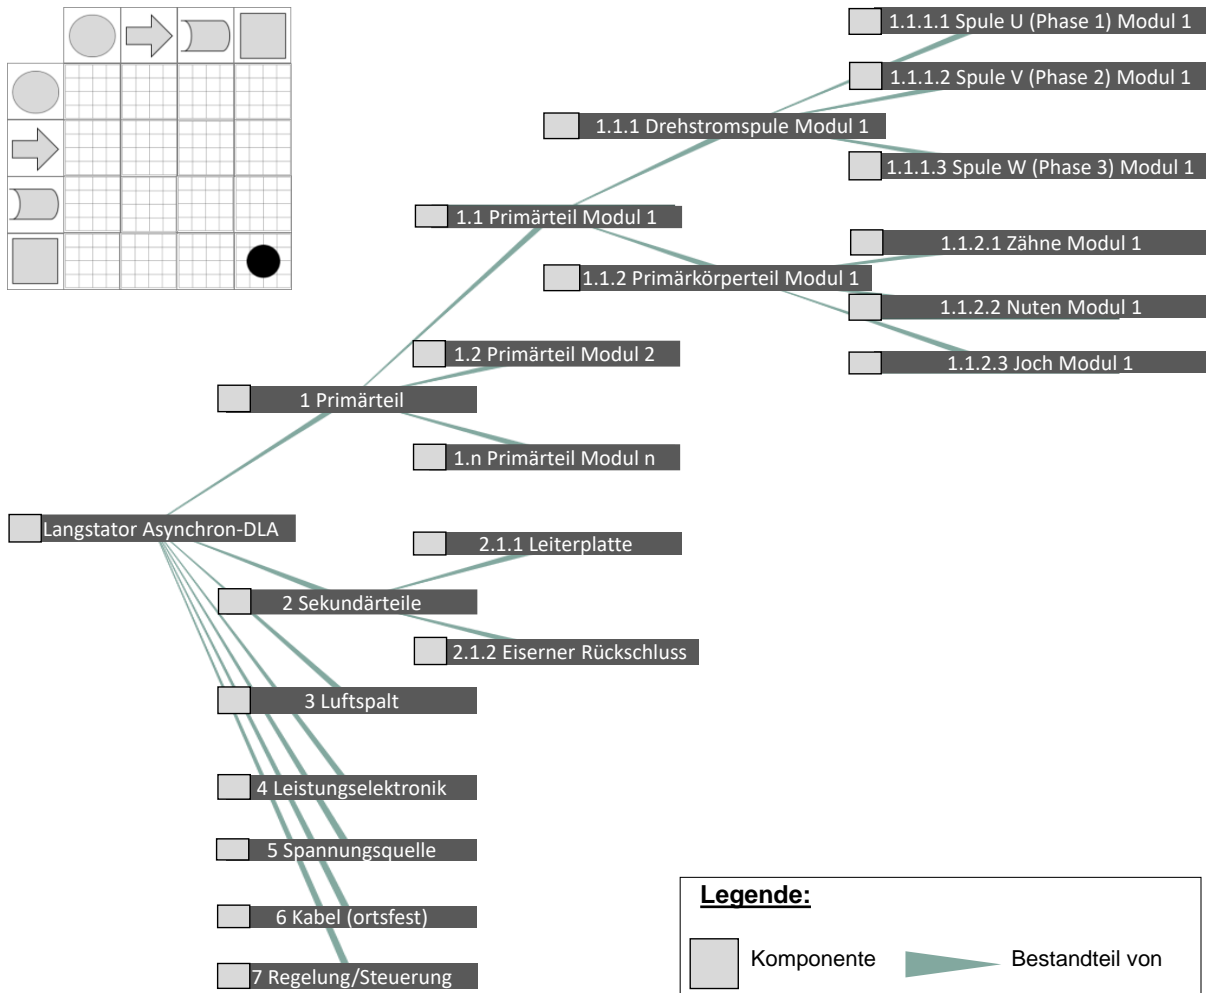 1.1.1.1 Spule U (Phase 1) Modul 1
1.1.1.2 Spule V (Phase 2) Modul 1
1.1.1 Drehstromspule Modul 1
1.1.1.3 Spule W (Phase 3) Modul 1
1.1 Primärteil Modul 1
1.1.2.1 Zähne Modul 1
1.1.2 Primärkörperteil Modul 1
1.1.2.2 Nuten Modul 1
1.2 Primärteil Modul 2
1.1.2.3 Joch Modul 1
1 Primärteil
1.n Primärteil Modul n
Langstator Asynchron-DLA
2.1.1 Leiterplatte
2 Sekundärteile
2.1.2 Eiserner Rückschluss
3 Luftspalt
4 Leistungselektronik
5 Spannungsquelle
6 Kabel (ortsfest)
7 Regelung/Steuerung
Legende:
Komponente
Bestandteil von